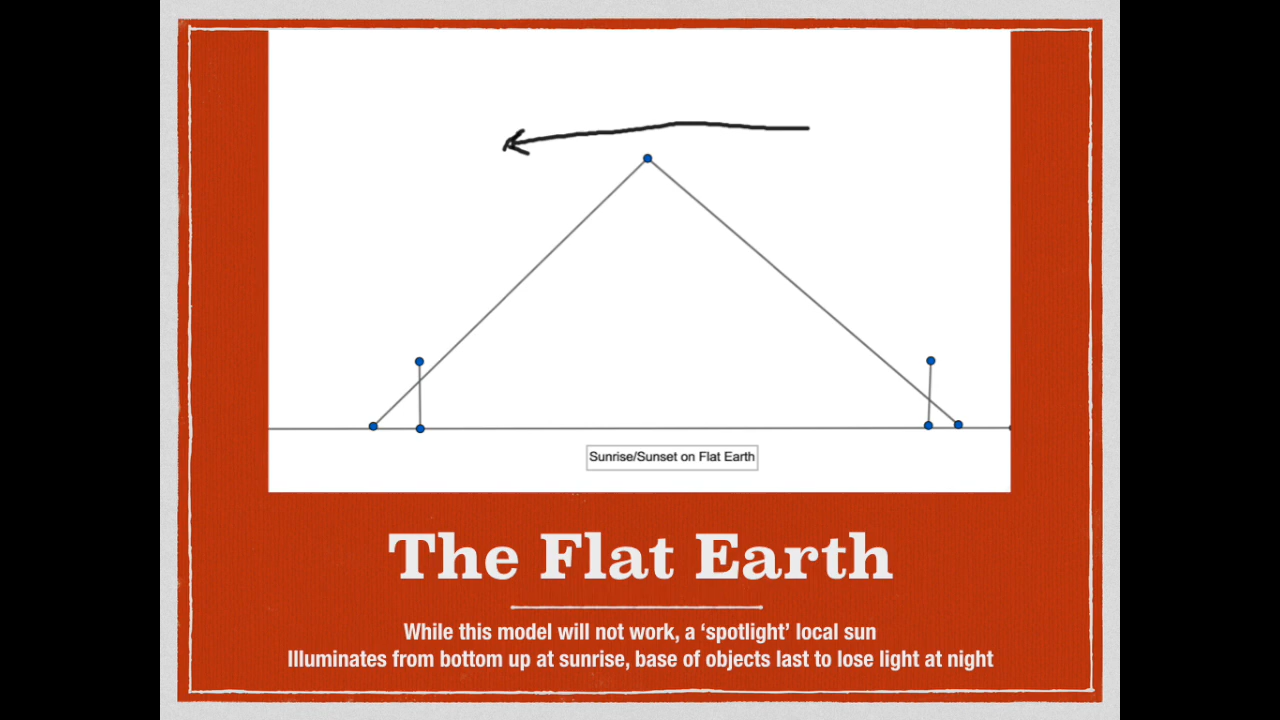 Sunrise/Sunset on Flat Earth
The Flat Earth
While this model will not work, a ‘spotlight’ local sun
Illuminates from bottom up at sunrise, base of objects last to lose light at night